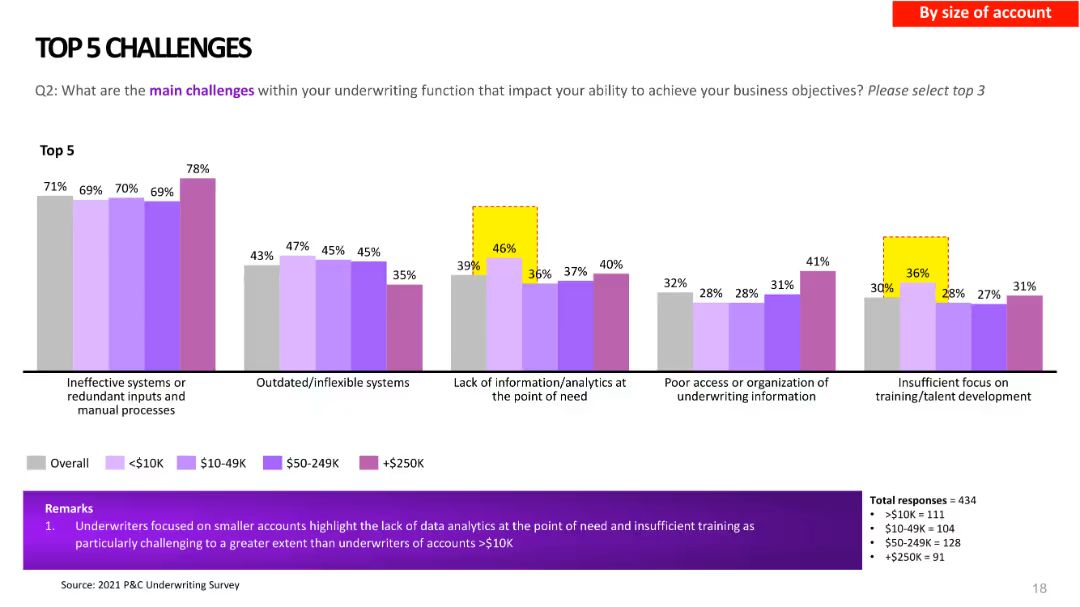 By size of account
TOP 5 CHALLENGES
Q2: What are the main challenges within your underwriting function that impact your ability to achieve your business objectives? Please select top 3
Top 5
71% 69% 70% 69% 78%
43% 47% 45% 45% 35%
39% 46% 36% 37% 40%
32% 28% 28% 31% 41%
30% 36% 28% 27% 31%
Ineffective systems or
redundant inputs and
manual processes
Outdated/inflexible systems
Lack of information/analytics at
the point of need
Poor access or organization of
underwriting information
Insufficient focus on
training/talent development
Overall <$10K $10-49K $50-249K +$250K
Remarks
1. Underwriters focused on smaller accounts highlight the lack of data analytics at the point of need and insufficient training as
particularly challenging to a greater extent than underwriters of accounts >$10K
Total responses = 434
• >$10K = 111
• $10-49K = 104
• $50-249K = 128
• +$250K = 91
Source: 2021 P&C Underwriting Survey
18